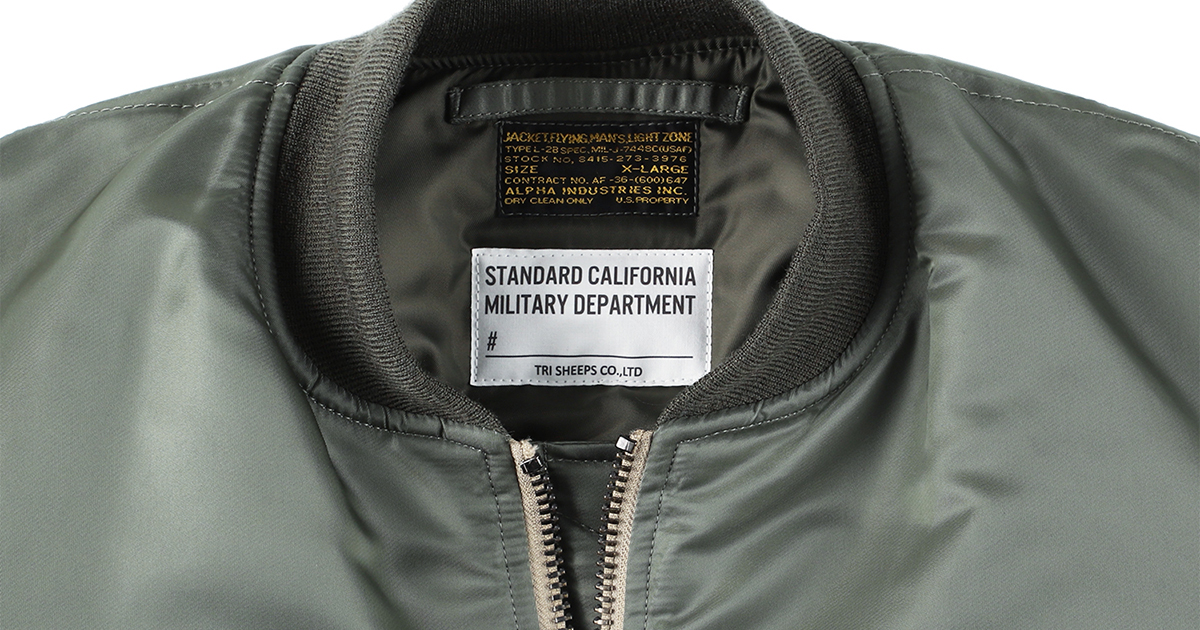 JACKET,FLYING,MAN'S,LIGHT ZONE
TYPE L-2B SPEC. MIL-J-7448C(USAF)
STOCK NO. 8415-273-3976
SIZE X-LARGE
CONTRACT NO. AF-36-(600)647
ALPHA INDUSTRIES INC.
DRY CLEAN ONLY U.S. PROPERTY
STANDARD CALIFORNIA
MILITARY DEPARTMENT
#
TRI SHEEPS CO.,LTD